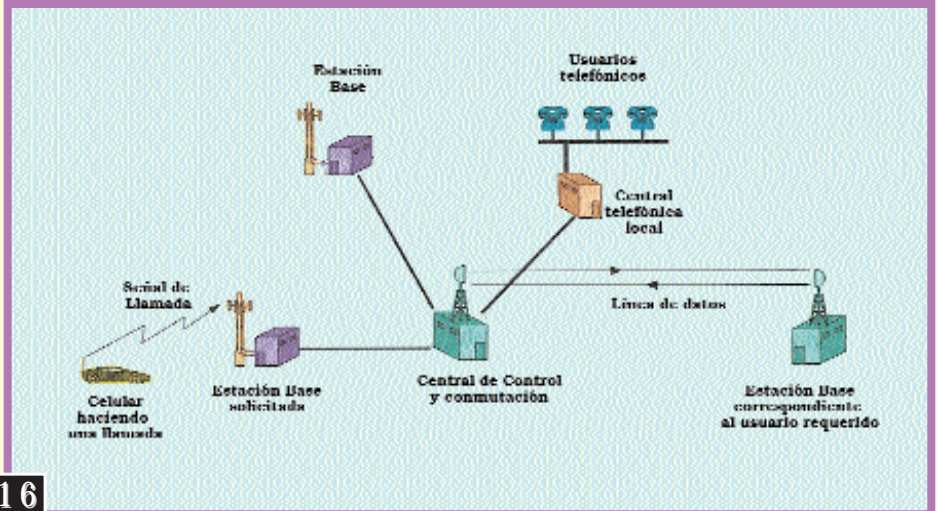 Estación
Base
Usuarios
telefónicos
Central
telefónica
local
Señal de
Llamada
Línea de datos
Celular
haciendo
una llamada
Estación Base
solicitada
Central de Control
y conmutación
Estación Base
correspondiente
al usuario requerido
16